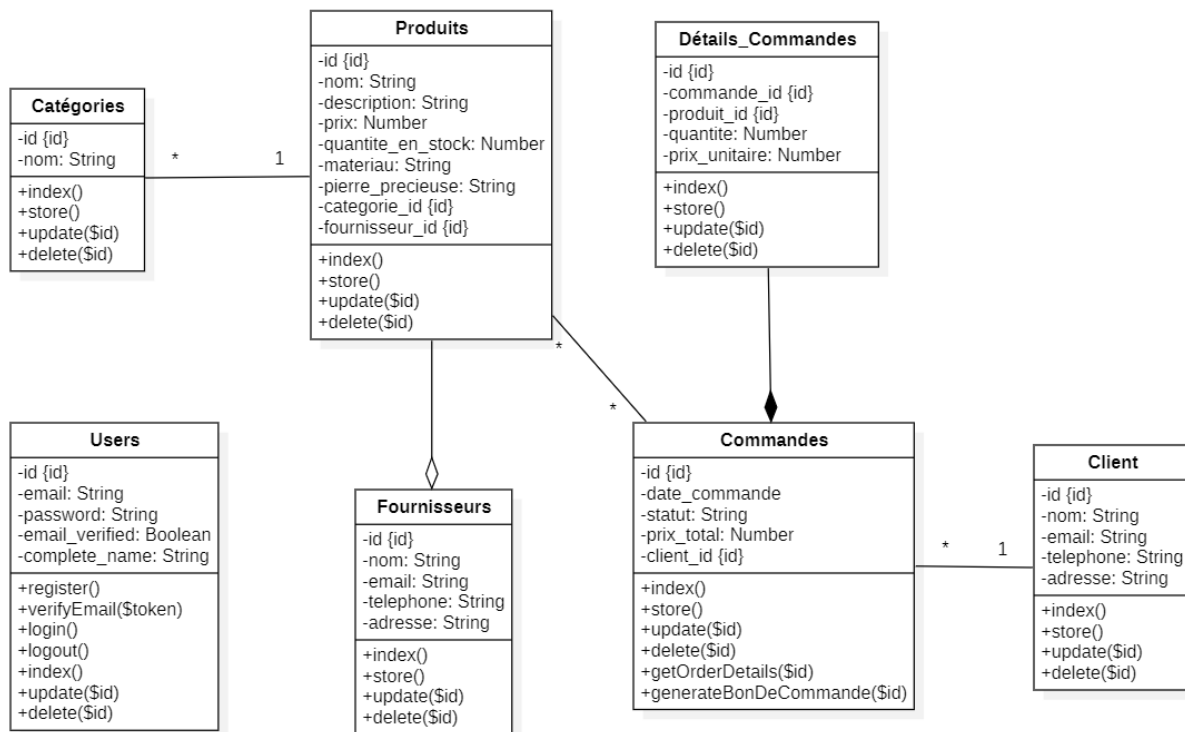 Catégories
-id {id}
-nom: String
+index()
+store()
+update($id)
+delete($id)
*
1
Produits
-id {id}
-nom: String
-description: String
-prix: Number
-quantite_en_stock: Number
-materiau: String
-pierre_precieuse: String
-categorie_id {id}
-fournisseur_id {id}
+index()
+store()
+update($id)
+delete($id)
*
*
Détails_Commandes
-id {id}
-commande_id {id}
-produit_id {id}
-quantite: Number
-prix_unitaire: Number
+index()
+store()
+update($id)
+delete($id)
Users
-id {id}
-email: String
-password: String
-email_verified: Boolean
-complete_name: String
+register()
+verifyEmail($token)
+login()
+logout()
+index()
+update($id)
+delete($id)
Fournisseurs
-id {id}
-nom: String
-email: String
-telephone: String
-adresse: String
+index()
+store()
+update($id)
+delete($id)
Commandes
-id {id}
-date_commande
-statut: String
-prix_total: Number
-client_id {id}
+index()
+store()
+update($id)
+delete($id)
+getOrderDetails($id)
+generateBonDeCommande($id)
*
1
Client
-id {id}
-nom: String
-email: String
-telephone: String
-adresse: String
+index()
+store()
+update($id)
+delete($id)